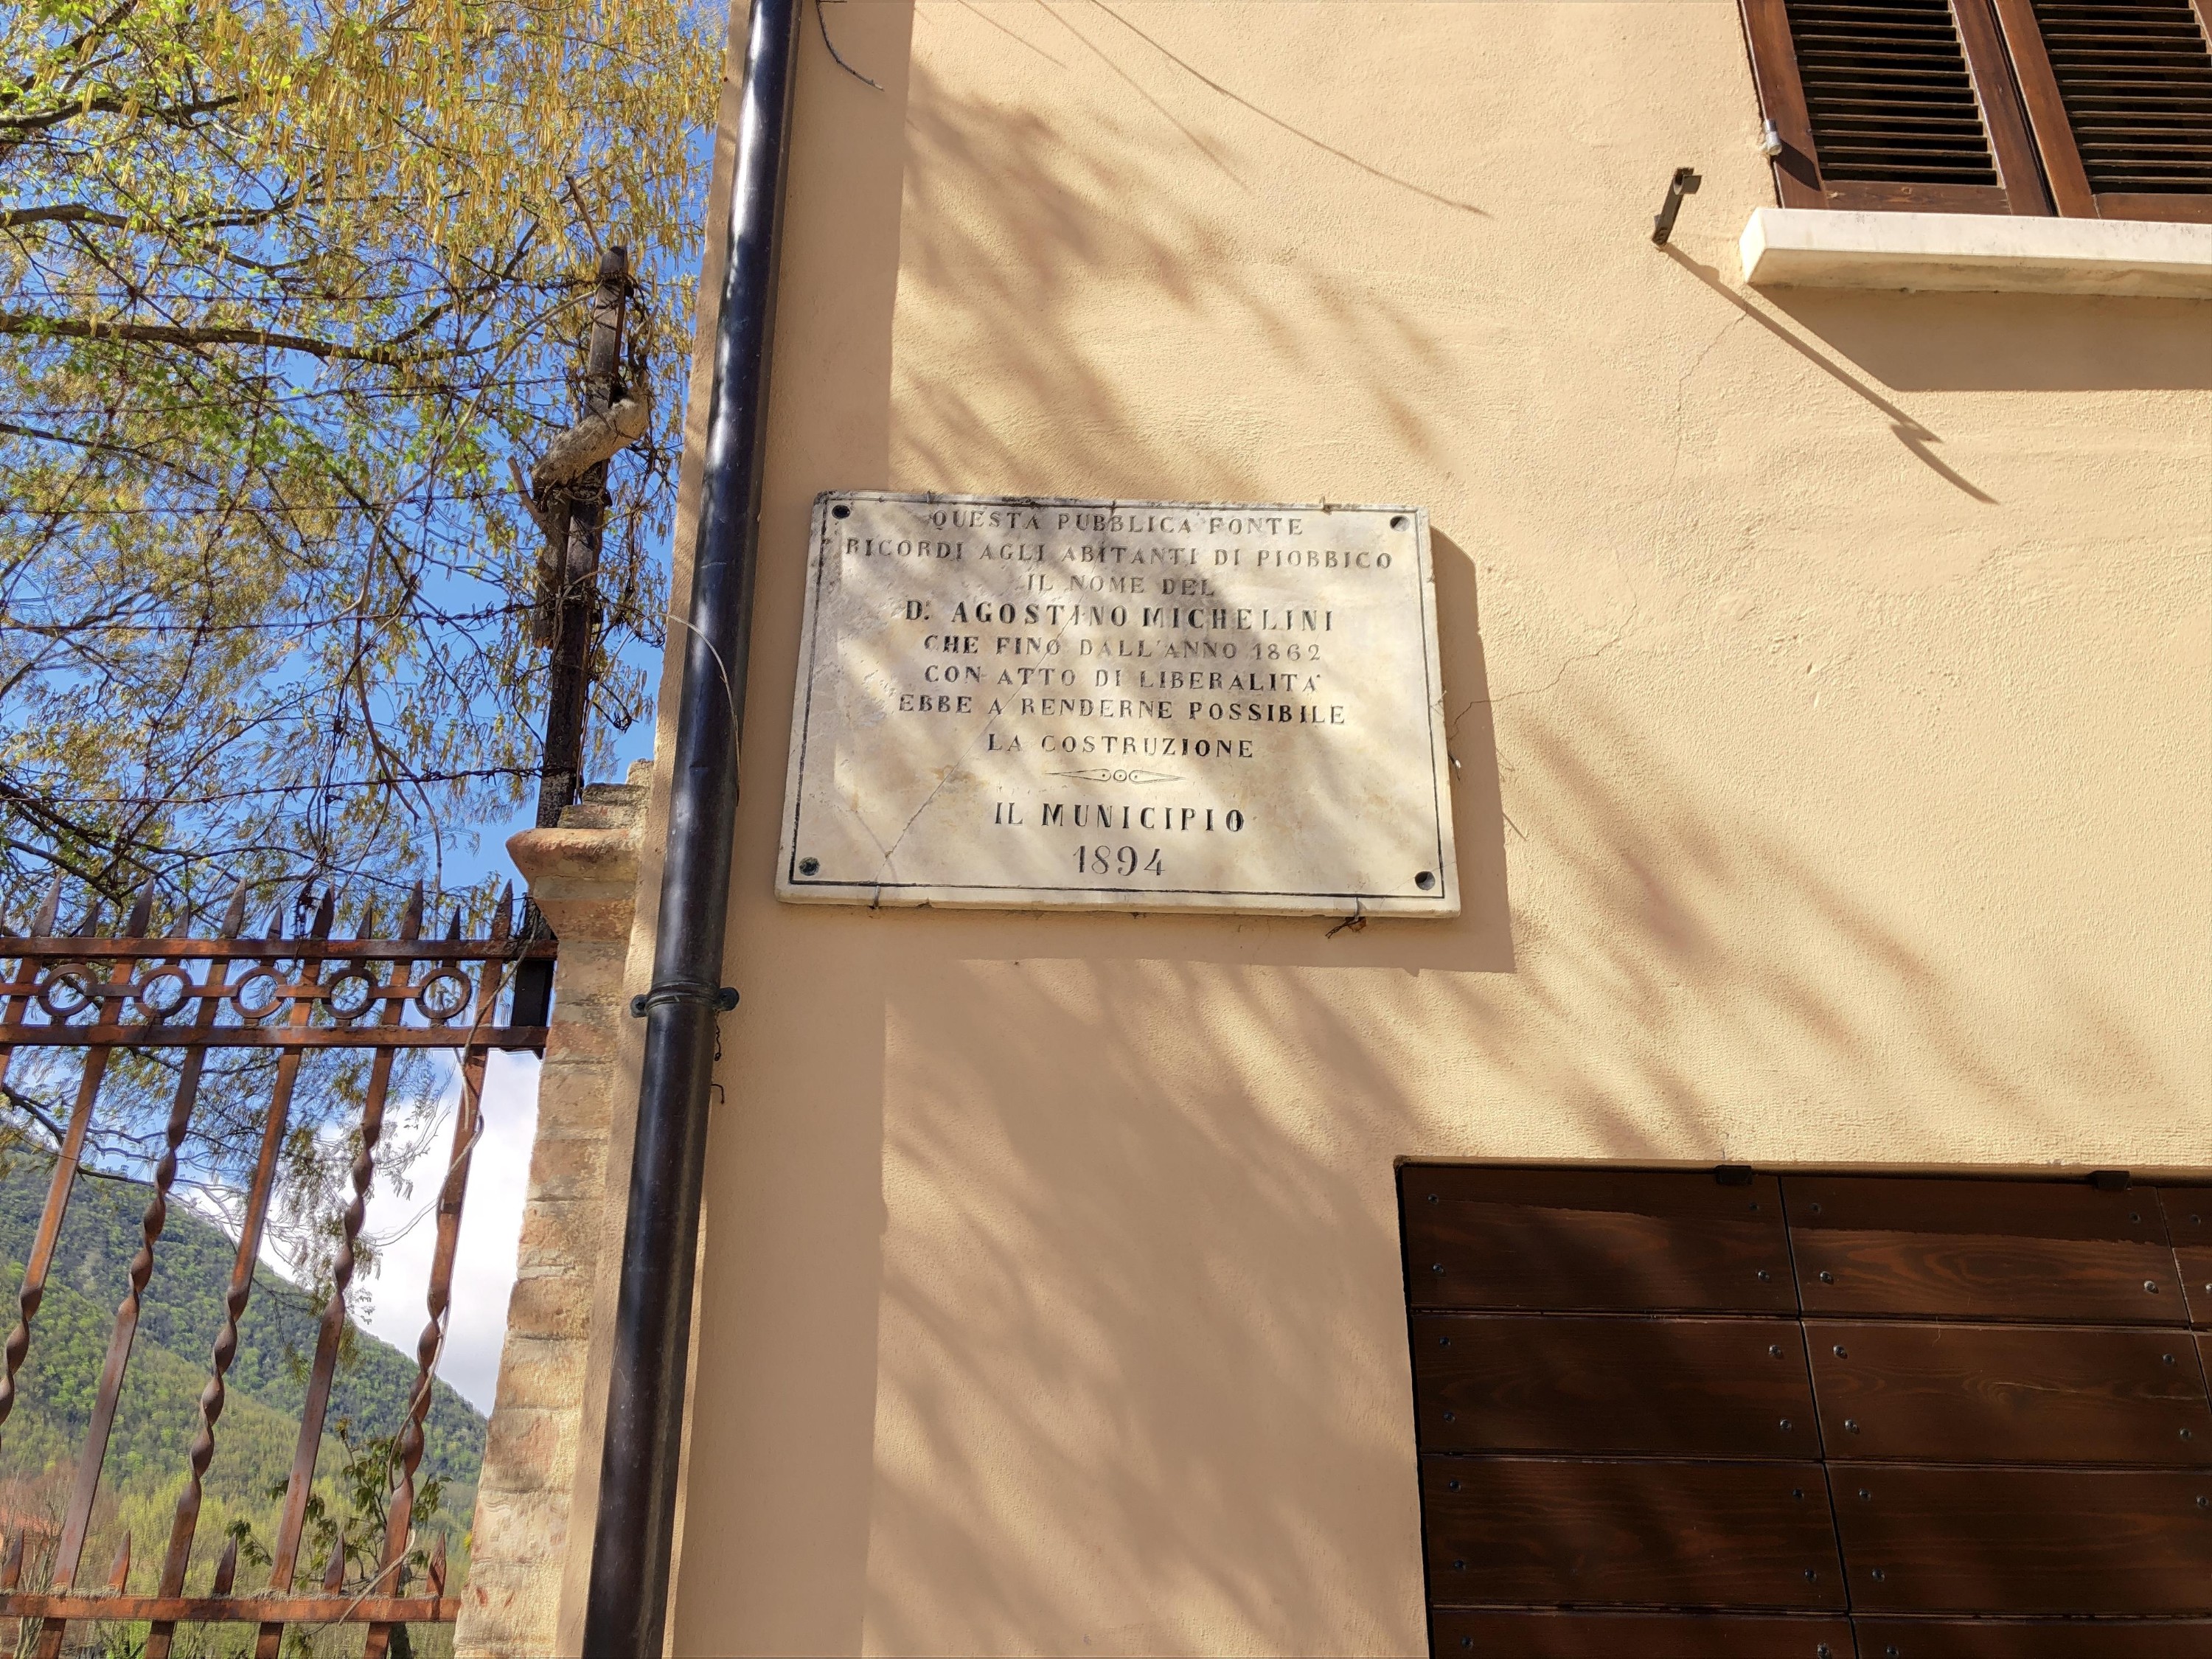 QUESTA PUBBLICA FONTE
RICORDI AGLI ABITANTI DI PIOBBICO
IL NOME DEL
D.r AGOSTINO MICHELINI
CHE FINO DALL'ANNO 1862
CON ATTO DI LIBERALITA'
EBBE A RENDERNE POSSIBILE
LA COSTRUZIONE
IL MUNICIPIO
1894